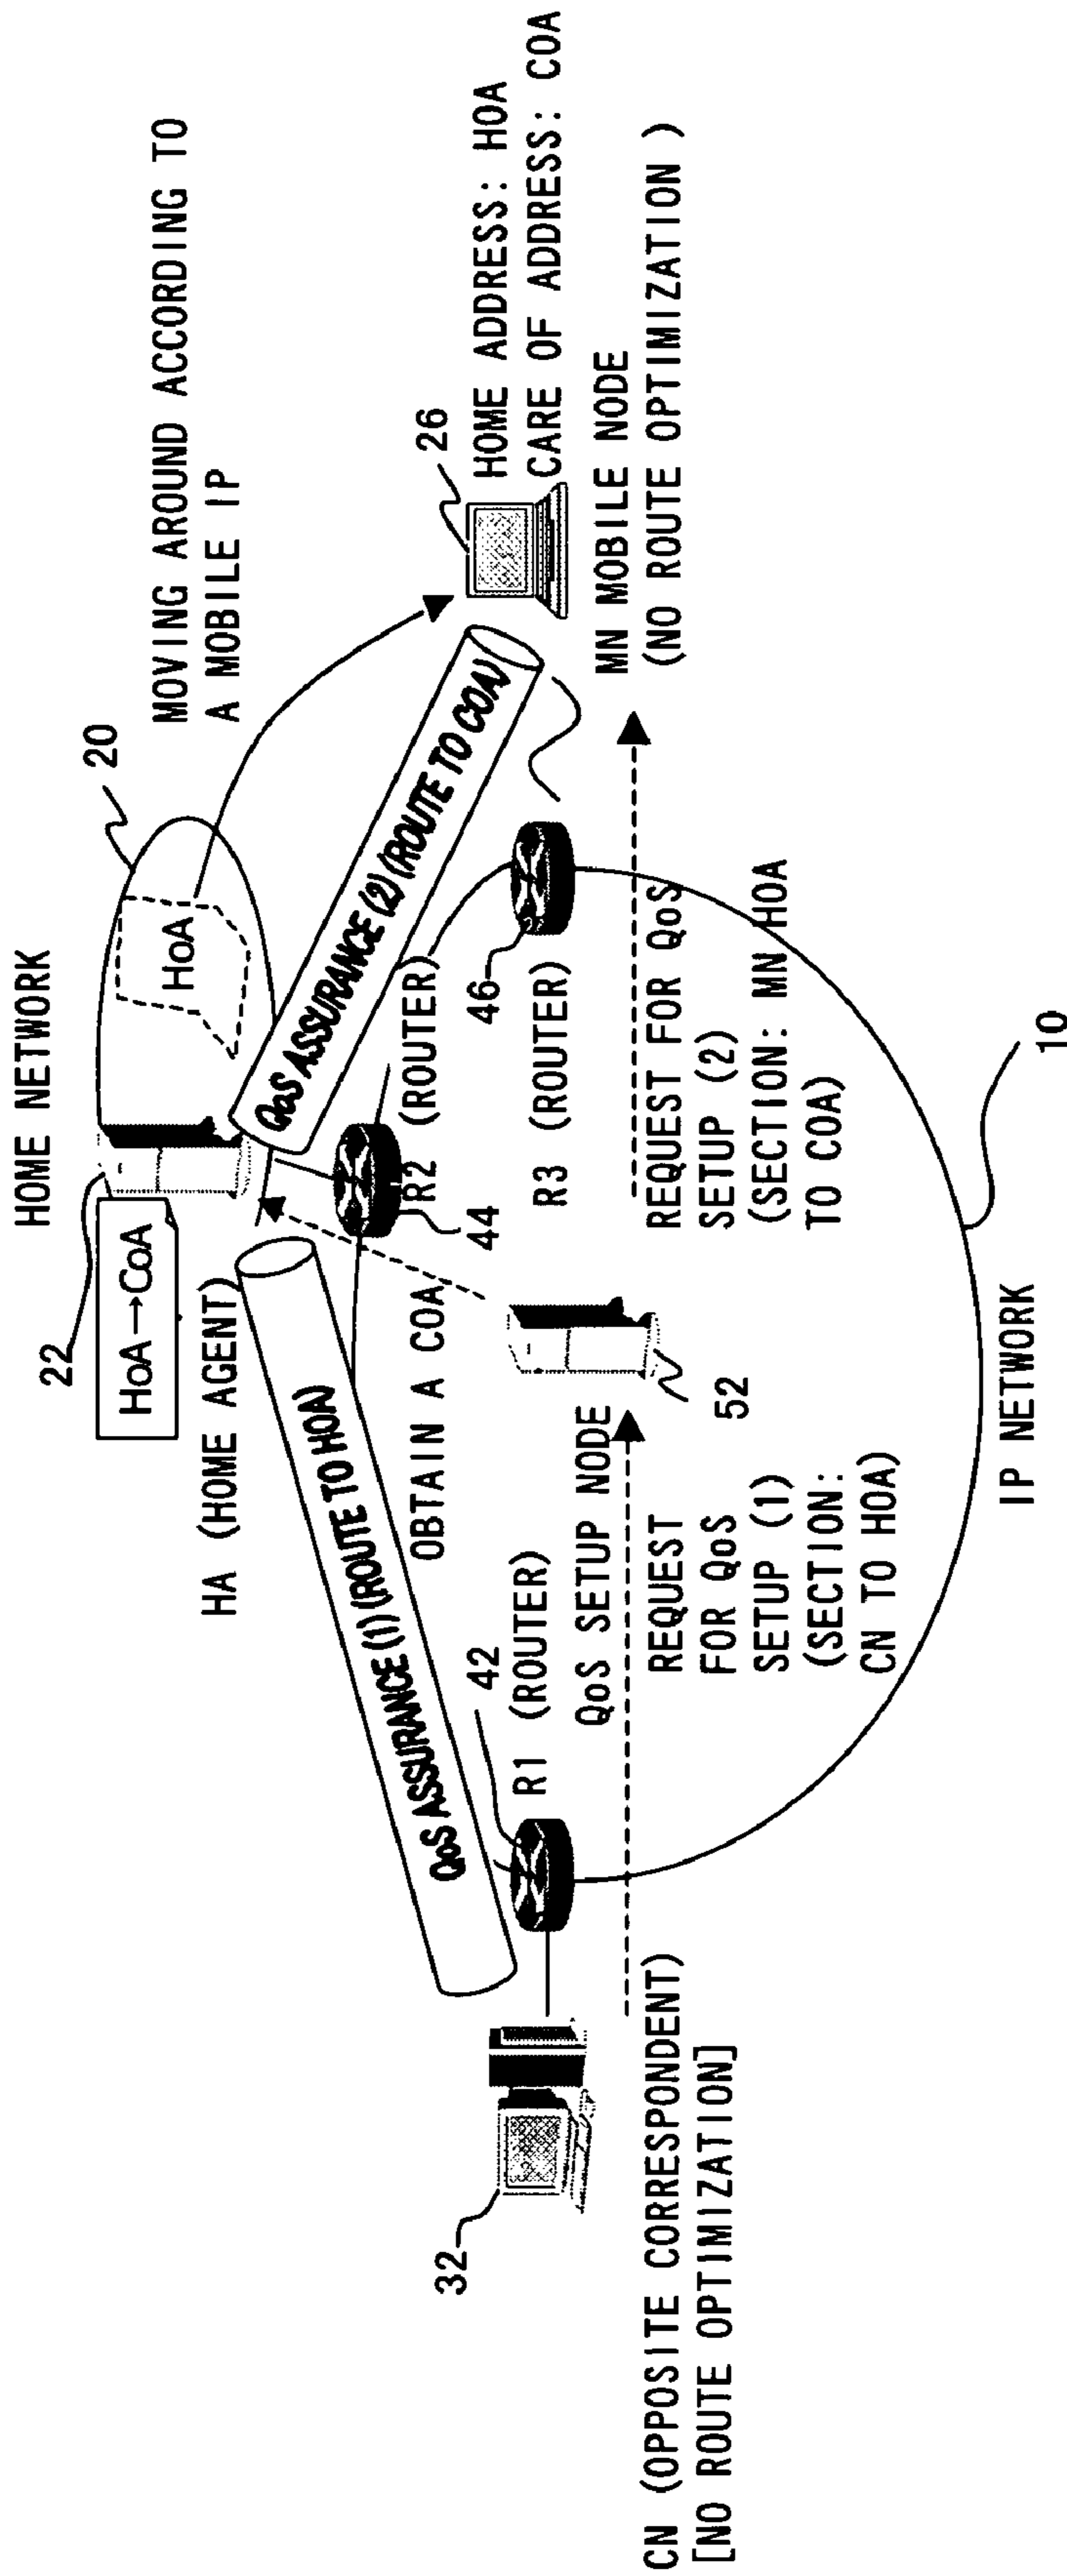 HOME NETWORK
22
HoA→CoA
20
HoA
MOVING AROUND ACCORDING TO
A MOBILE IP
HA (HOME AGENT)
QoS ASSURANCE (1) (ROUTE TO HOA)
QoS ASSURANCE (2) (ROUTE TO COA)
26
HOME ADDRESS: HOA
CARE OF ADDRESS: COA
MN MOBILE NODE
(NO ROUTE OPTIMIZATION )
OBTAIN A COA
44
R2 (ROUTER)
46
R3 (ROUTER)
42
R1 (ROUTER)
QoS SETUP NODE
52
32
CN (OPPOSITE CORRESPONDENT)
[NO ROUTE OPTIMIZATION]
REQUEST
FOR QoS
SETUP (1)
(SECTION:
CN TO HOA)
REQUEST FOR QoS
SETUP (2)
(SECTION: MN HOA
TO COA)
IP NETWORK
10